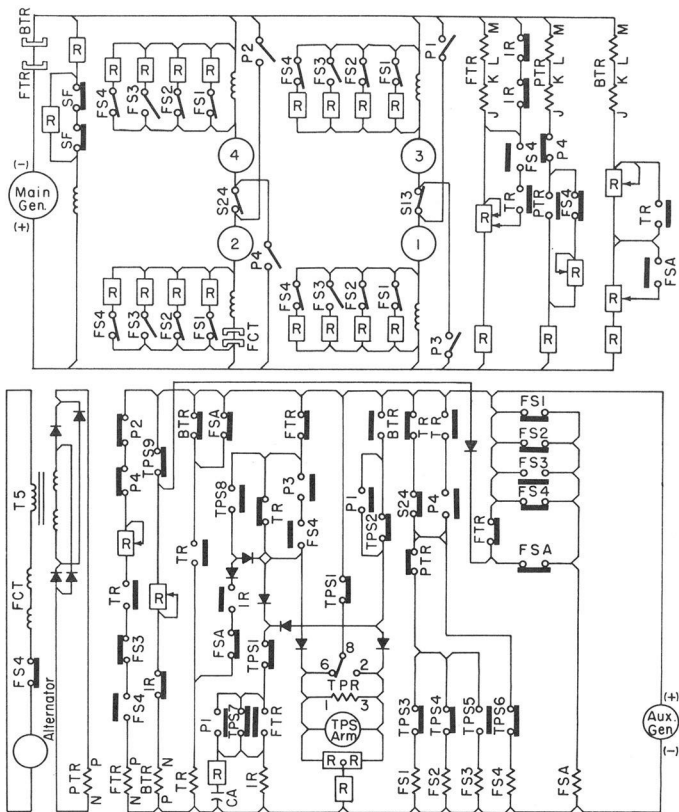 BTR
FTR
(-)
Main
Gen.
(+)
R
SF
R
SF
R
R
R
R
FS4
FS3
FS2
FS1
P2
4
S24
2
P4
R
R
R
R
FS4
FS3
FS2
FS1
FCT
FS4
FS3
FS2
FS1
R
R
R
R
P1
3
S13
1
FS4
FS3
FS2
FS1
R
R
R
R
P3
M
FTR
K L
J
IR
IR
FS4
TR
R
R
M
PTR
K L
J
P4
PTR
FS4
R
R
M
BTR
K L
J
R
TR
FSA
R
R
T5
FCT
FS4
Alternator
PTR
P
N
P2
P4
R
TR
FS3
FS4
FTR
P
N
TPS9
R
IR
BTR
P
N
BTR
TR
TR
FSA
TPS8
IR
FSA
P1
TPS7
R
CA
TR
TPS1
FTR
IR
FTR
P3
FS4
TPS1
8
6
2
TPR
1
3
TPS
Arm
R
R
R
P1
TPS2
BTR
S24
PTR
TR
TR
P4
TPS3
TPS4
TPS5
TPS6
FS1
FS2
FS3
FS4
FTR
FS1
FS2
FS3
FS4
FSA
FSA
(+)
Aux.
Gen.
(-)